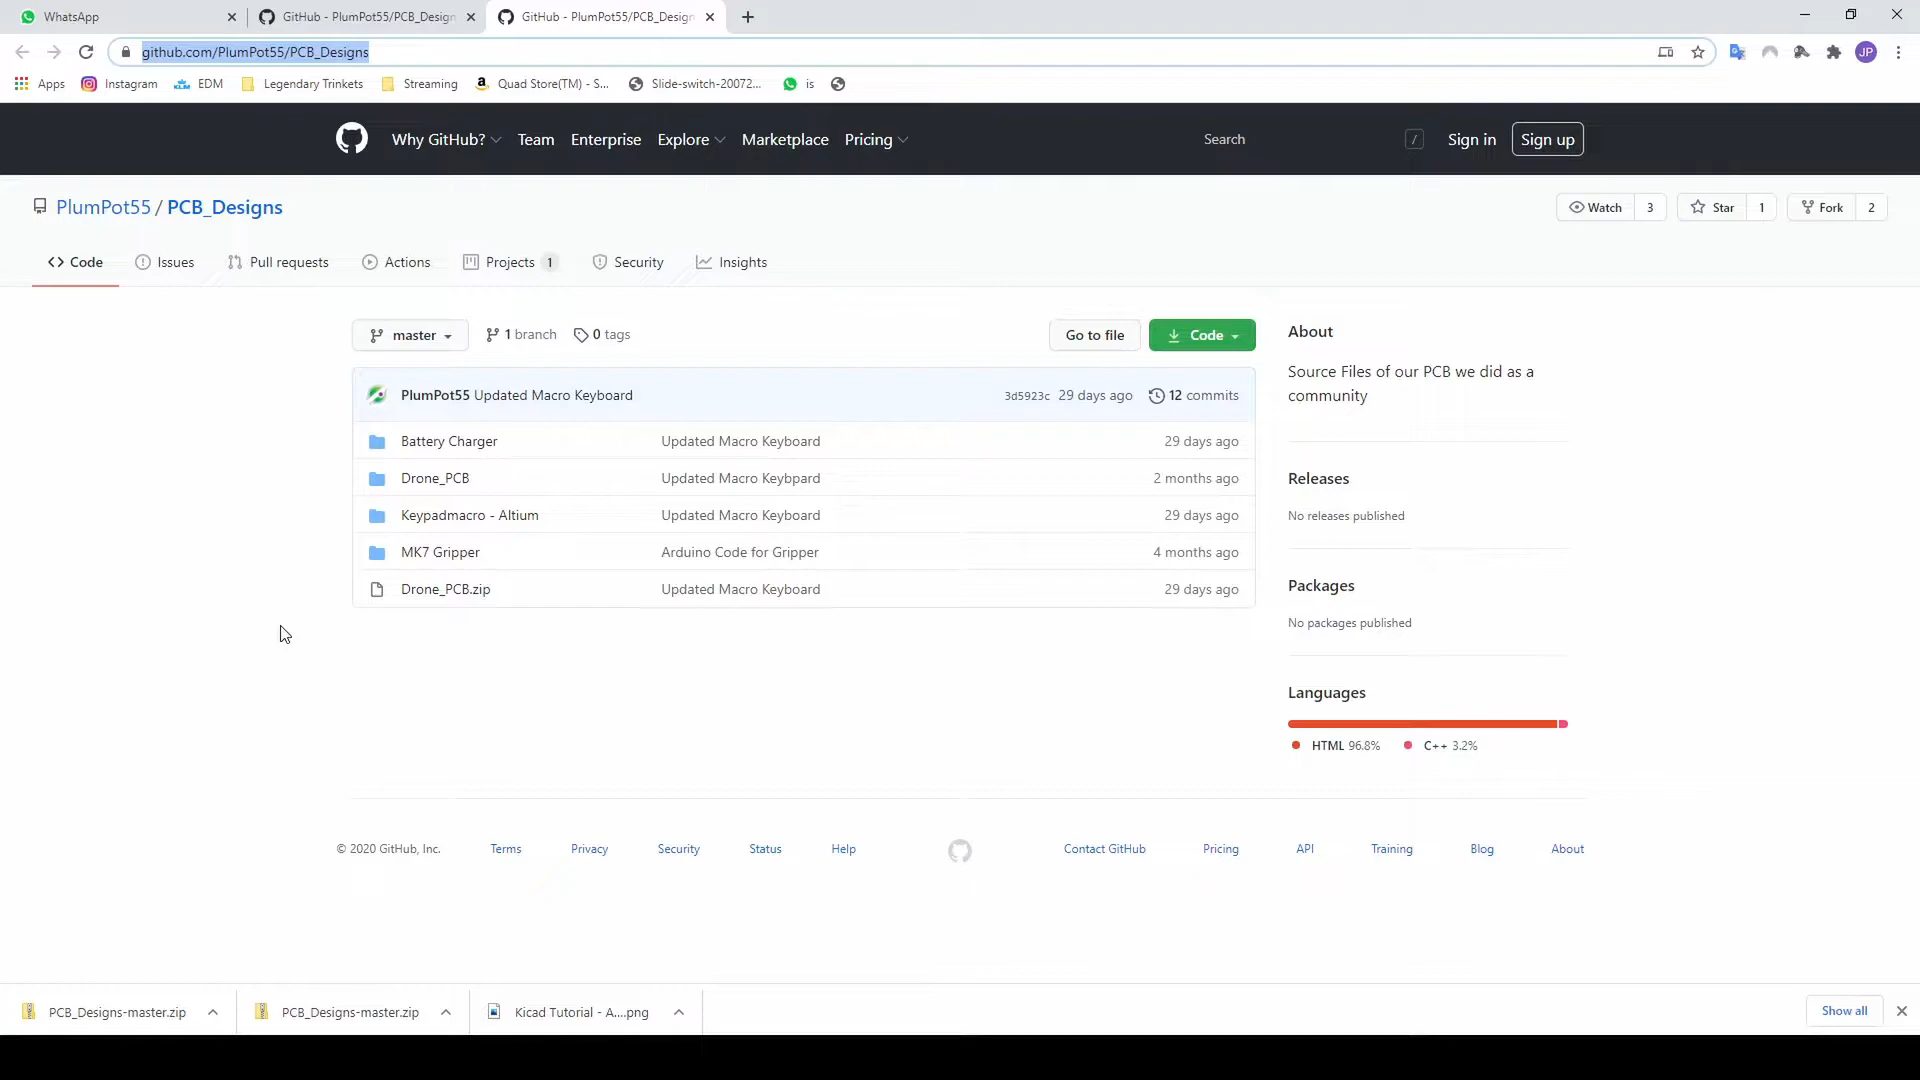 WhatsApp
GitHub - PlumPot55/PCB_Design
GitHub - PlumPot55/PCB_Design
github.com/PlumPot55/PCB_Designs
JP
Apps Instagram EDM Legendary Trinkets Streaming Quad Store(TM) - S... Slide-switch-20072... is
Why GitHub? Team Enterprise Explore Marketplace Pricing Search / Sign in Sign up
PlumPot55 / PCB_Designs
Watch 3 Star 1 Fork 2
Code Issues Pull requests Actions Projects 1 Security Insights
master 1 branch 0 tags Go to file Code
PlumPot55 Updated Macro Keyboard 3d5923c 29 days ago 12 commits
Battery Charger Updated Macro Keyboard 29 days ago
Drone_PCB Updated Macro Keybpard 2 months ago
Keypadmacro - Altium Updated Macro Keyboard 29 days ago
MK7 Gripper Arduino Code for Gripper 4 months ago
Drone_PCB.zip Updated Macro Keyboard 29 days ago
About
Source Files of our PCB we did as a
community
Releases
No releases published
Packages
No packages published
Languages
HTML 96.8% C++ 3.2%
© 2020 GitHub, Inc. Terms Privacy Security Status Help Contact GitHub Pricing API Training Blog About
PCB_Designs-master.zip PCB_Designs-master.zip Kicad Tutorial - A....png Show all